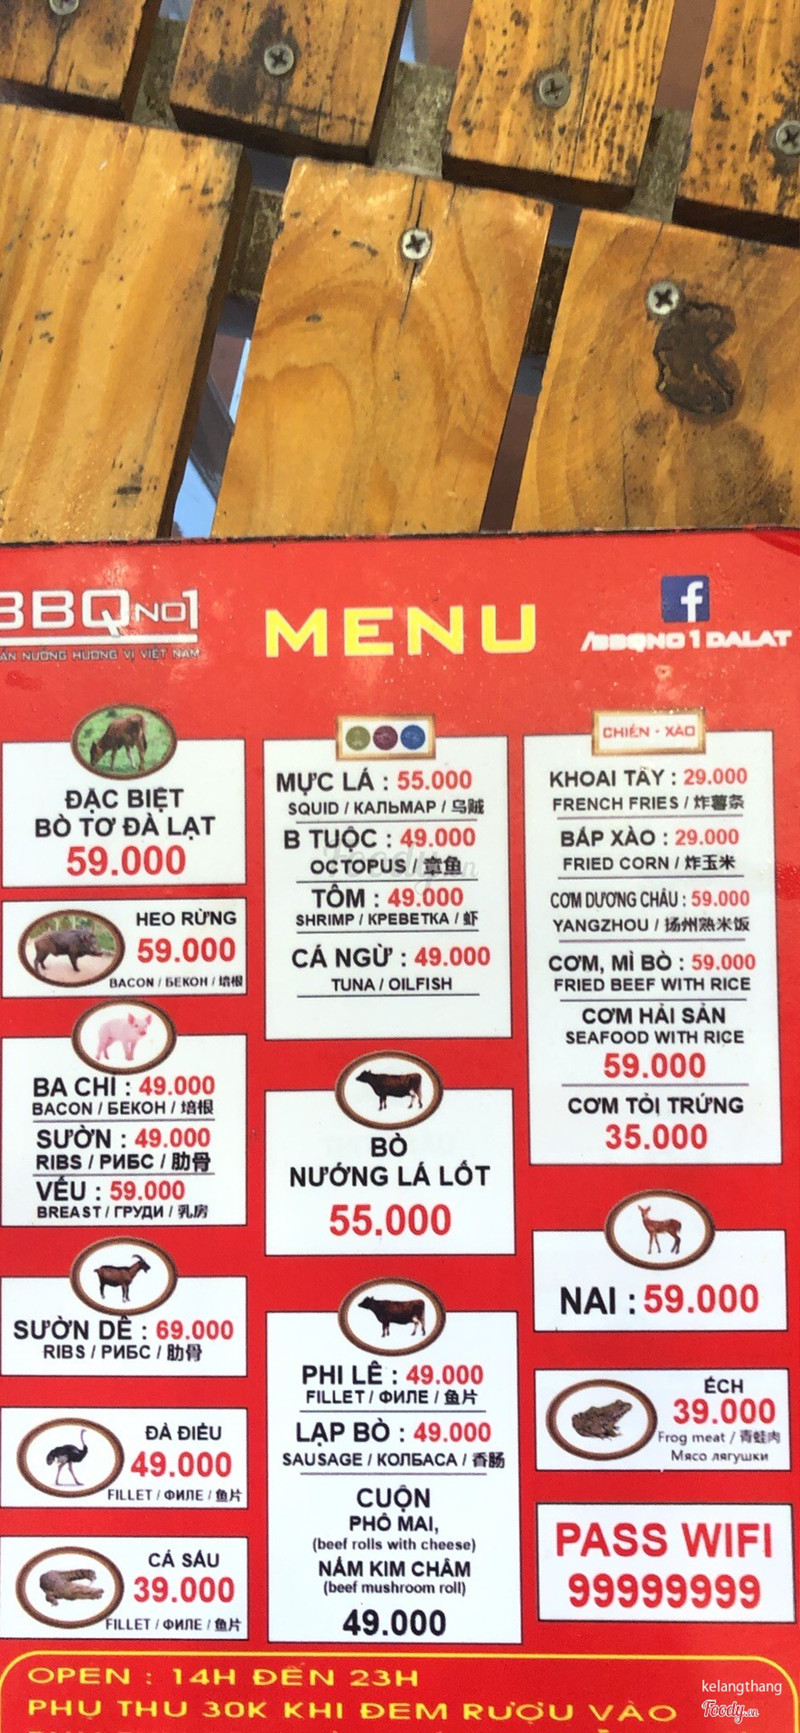 BBQ NO1
ÁN NƯỚNG HƯƠNG VỊ VIỆT NAM
MENU
f
/BBQNO1DALAT
ĐẶC BIỆT
BÒ TƠ ĐÀ LẠT
59.000
HEO RỪNG
59.000
BACON / БЕКОН / 培根
BA CHỈ : 49.000
BACON / БЕКОН / 培根
SƯỜN : 49.000
RIBS / РИБС / 肋骨
VẾU : 59.000
BREAST / ГРУДИ / 乳房
SƯỜN DÊ : 69.000
RIBS / РИБС / 肋骨
ĐÀ ĐIỂU
49.000
FILLET / ФИЛЕ / 鱼片
CÁ SẤU
39.000
FILLET / ФИЛЕ / 鱼片
MỰC LÁ : 55.000
SQUID / КАЛЬМАР / 乌贼
B TUỘC : 49.000
OCTOPUS / 章鱼
TÔM : 49.000
SHRIMP / КРЕВЕТКА / 虾
CÁ NGỪ : 49.000
TUNA / OILFISH
BÒ
NƯỚNG LÁ LỐT
55.000
PHI LÊ : 49.000
FILLET / ФИЛЕ / 鱼片
LẠP BÒ : 49.000
SAUSAGE / КОЛБАСА / 香肠
CUỘN
PHÔ MAI,
(beef rolls with cheese)
NẤM KIM CHÂM
(beef mushroom roll)
49.000
CHIÊN - XÀO
KHOAI TÂY : 29.000
FRENCH FRIES / 炸薯条
BẮP XÀO : 29.000
FRIED CORN / 炸玉米
CƠM DƯƠNG CHÂU : 59.000
YANGZHOU / 扬州熟米饭
CƠM, MÌ BÒ : 59.000
FRIED BEEF WITH RICE
CƠM HẢI SẢN
SEAFOOD WITH RICE
59.000
CƠM TỎI TRỨNG
35.000
NAI : 59.000
ẾCH
39.000
Frog meat / 青蛙肉
Мясо лягушки
PASS WIFI
99999999
OPEN : 14H ĐẾN 23H
PHỤ THU 30K KHI ĐEM RƯỢU VÀO
kelangthang
Foody.vn